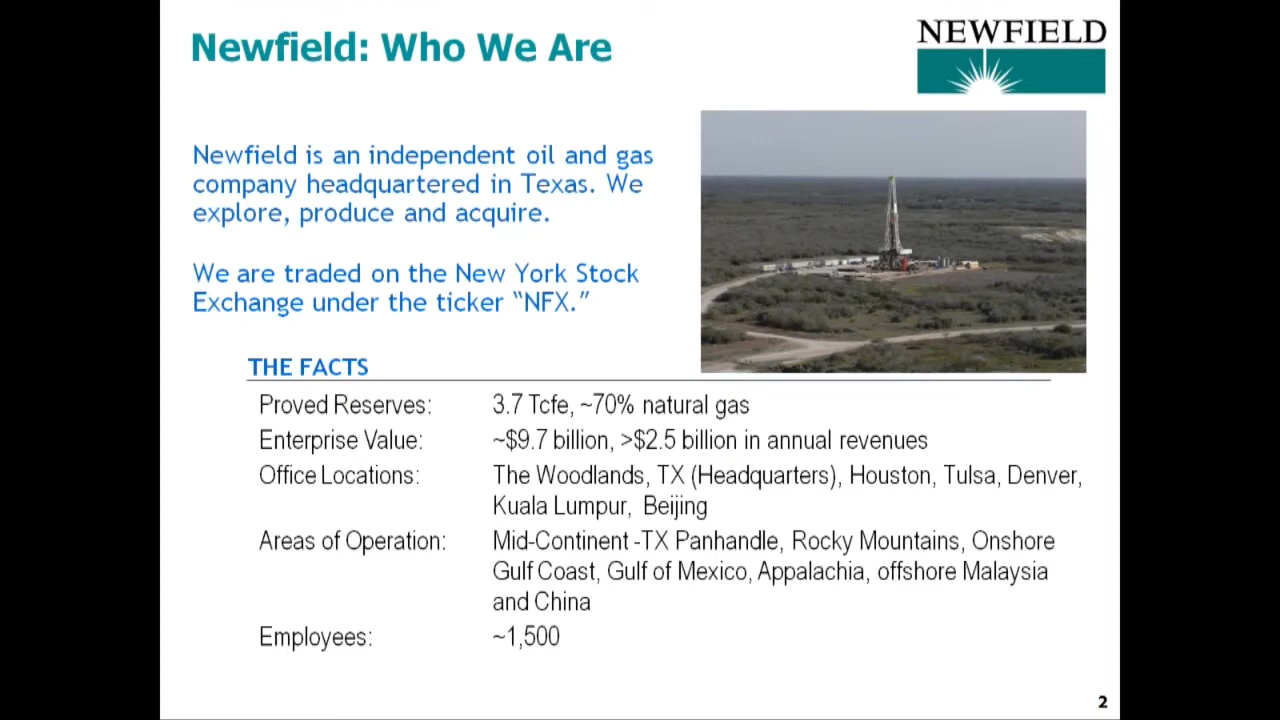 Newfield: Who We Are
NEWFIELD
Newfield is an independent oil and gas
company headquartered in Texas. We
explore, produce and acquire.
We are traded on the New York Stock
Exchange under the ticker “NFX.”
THE FACTS
Proved Reserves: 3.7 Tcfe, ~70% natural gas
Enterprise Value: ~$9.7 billion, >$2.5 billion in annual revenues
Office Locations: The Woodlands, TX (Headquarters), Houston, Tulsa, Denver,
Kuala Lumpur, Beijing
Areas of Operation: Mid-Continent -TX Panhandle, Rocky Mountains, Onshore
Gulf Coast, Gulf of Mexico, Appalachia, offshore Malaysia
and China
Employees: ~1,500
2